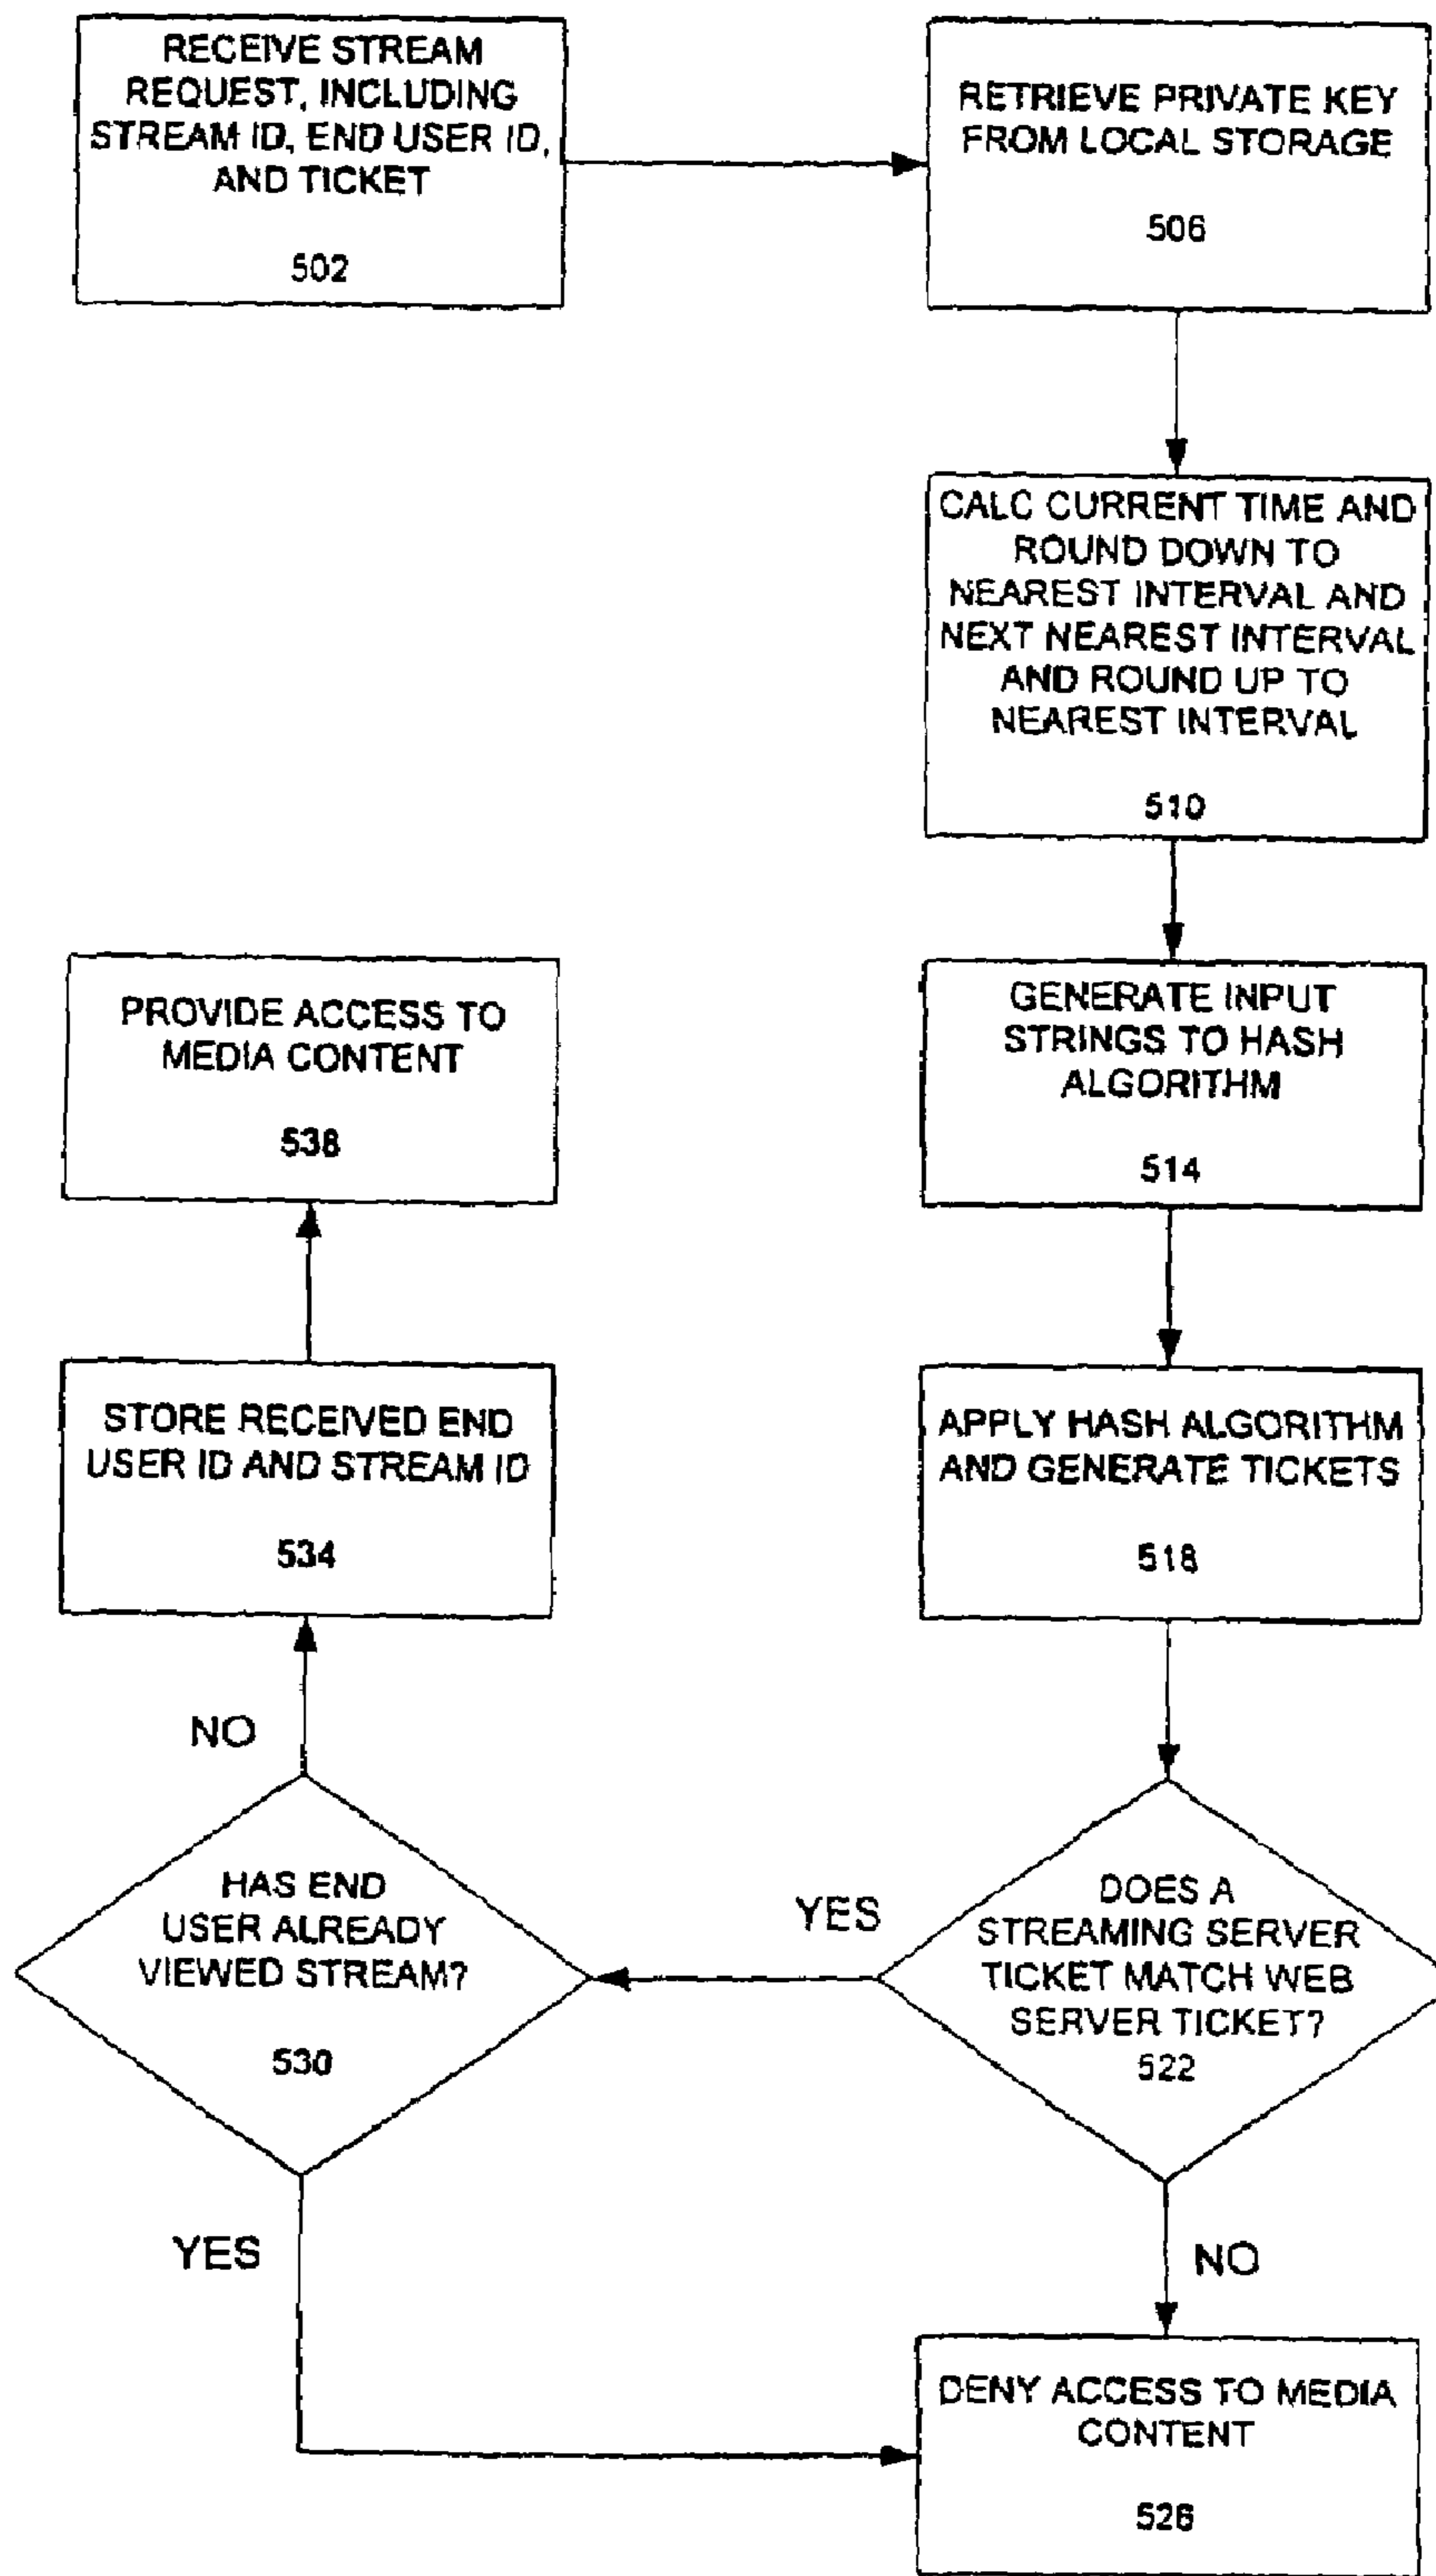 RECEIVE STREAM
REQUEST, INCLUDING
STREAM ID, END USER ID,
AND TICKET
502
RETRIEVE PRIVATE KEY
FROM LOCAL STORAGE
506
CALC CURRENT TIME AND
ROUND DOWN TO
NEAREST INTERVAL AND
NEXT NEAREST INTERVAL
AND ROUND UP TO
NEAREST INTERVAL
510
GENERATE INPUT
STRINGS TO HASH
ALGORITHM
514
APPLY HASH ALGORITHM
AND GENERATE TICKETS
518
DOES A
STREAMING SERVER
TICKET MATCH WEB
SERVER TICKET?
522
YES
NO
HAS END
USER ALREADY
VIEWED STREAM?
530
NO
YES
STORE RECEIVED END
USER ID AND STREAM ID
534
PROVIDE ACCESS TO
MEDIA CONTENT
538
DENY ACCESS TO MEDIA
CONTENT
526